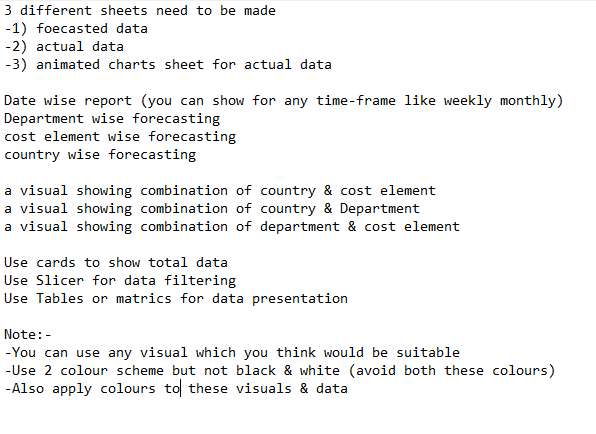 3 different sheets need to be made
-1) foecasted data
-2) actual data
-3) animated charts sheet for actual data
Date wise report (you can show for any time-frame like weekly monthly)
Department wise forecasting
cost element wise forecasting
country wise forecasting
a visual showing combination of country & cost element
a visual showing combination of country & Department
a visual showing combination of department & cost element
Use cards to show total data
Use Slicer for data filtering
Use Tables or matrics for data presentation
Note:-
-You can use any visual which you think would be suitable
-Use 2 colour scheme but not black & white (avoid both these colours)
-Also apply colours to these visuals & data